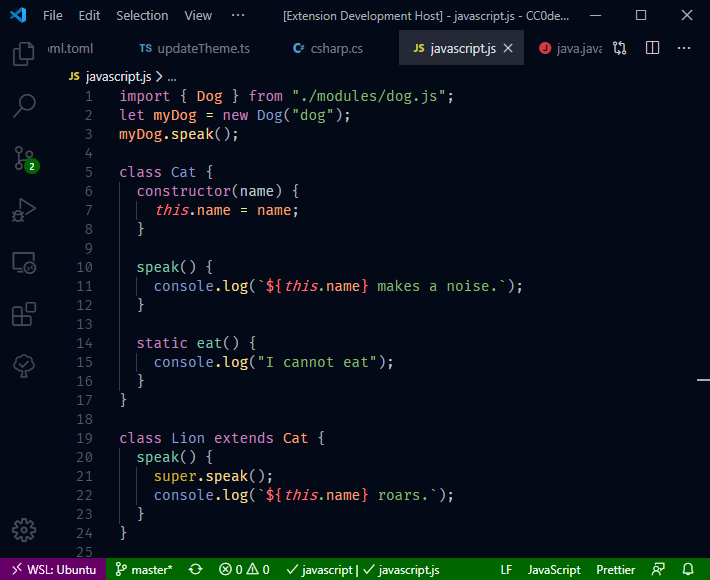 File Edit Selection View ··· [Extension Development Host] - javascript.js - CC0de...
oml.toml TS updateTheme.ts C# csharp.cs JS javascript.js J java.java ···
JS javascript.js > ...
1 import { Dog } from "./modules/dog.js";
2 let myDog = new Dog("dog");
3 myDog.speak();
4
5 class Cat {
6 constructor(name) {
7 this.name = name;
8 }
9
10 speak() {
11 console.log(`${this.name} makes a noise.`);
12 }
13
14 static eat() {
15 console.log("I cannot eat");
16 }
17 }
18
19 class Lion extends Cat {
20 speak() {
21 super.speak();
22 console.log(`${this.name} roars.`);
23 }
24 }
25
2
WSL: Ubuntu master* 0 0 javascript | javascript.js LF JavaScript Prettier